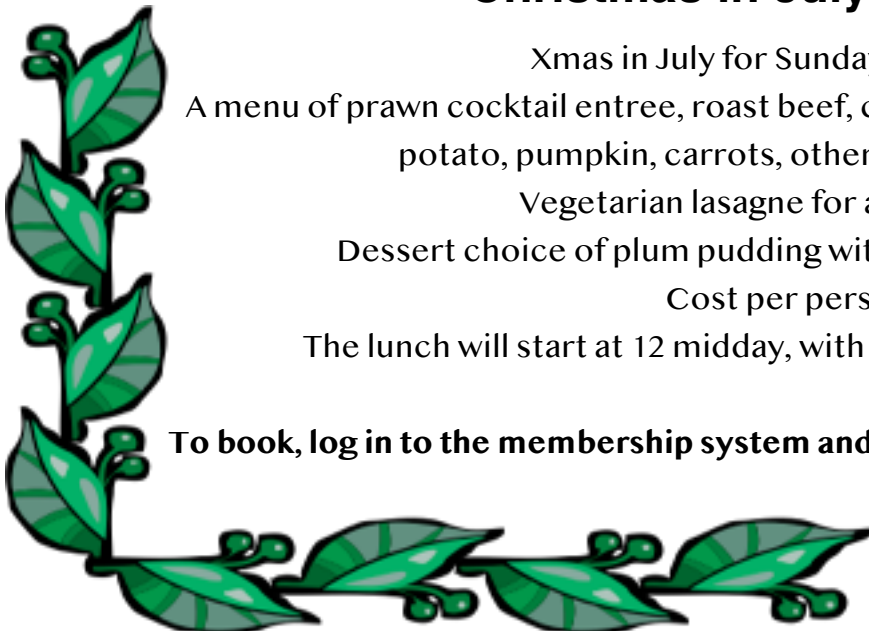 Christmas in July
Xmas in July for Sunday
A menu of prawn cocktail entree, roast beef,
potato, pumpkin, carrots, other
Vegetarian lasagne for
Dessert choice of plum pudding
Cost per
The lunch will start at 12 midday, with
To book, log in to the membership system and